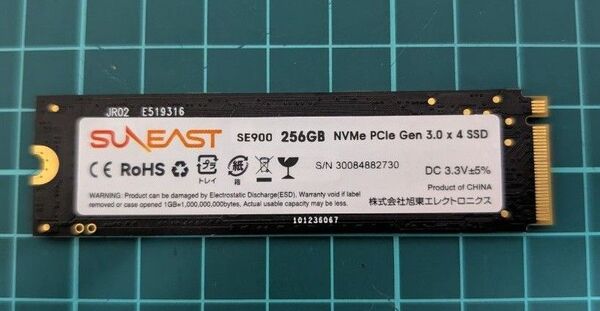 JR02 E519316
SUNEAST SE900 256GB NVMe PCIe Gen 3.0 x 4 SSD
CE RoHS プラ トレイ 紙 箱 S/N 30084882730 DC 3.3V±5%
Product of CHINA
WARNING: Product can be damaged by Electrostatic Discharge(ESD), Warranty void if label
removed or case opened 1GB=1,000,000,000bytes, Actual usable capacity may be less.
株式会社旭東エレクトロニクス
101236067